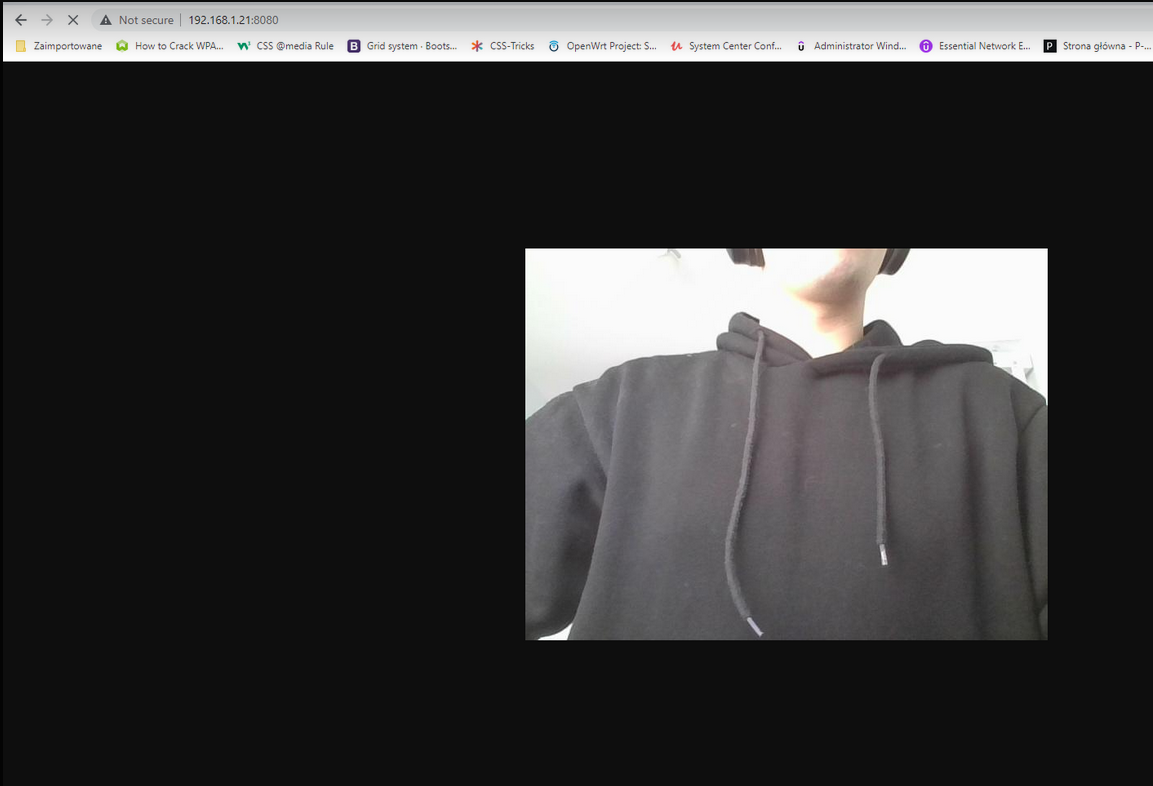 Not secure | 192.168.1.21:8080
Zaimportowane How to Crack WPA... CSS @media Rule Grid system · Boots... CSS-Tricks OpenWrt Project: S... System Center Conf... Administrator Wind... Essential Network E... Strona główna - P-...